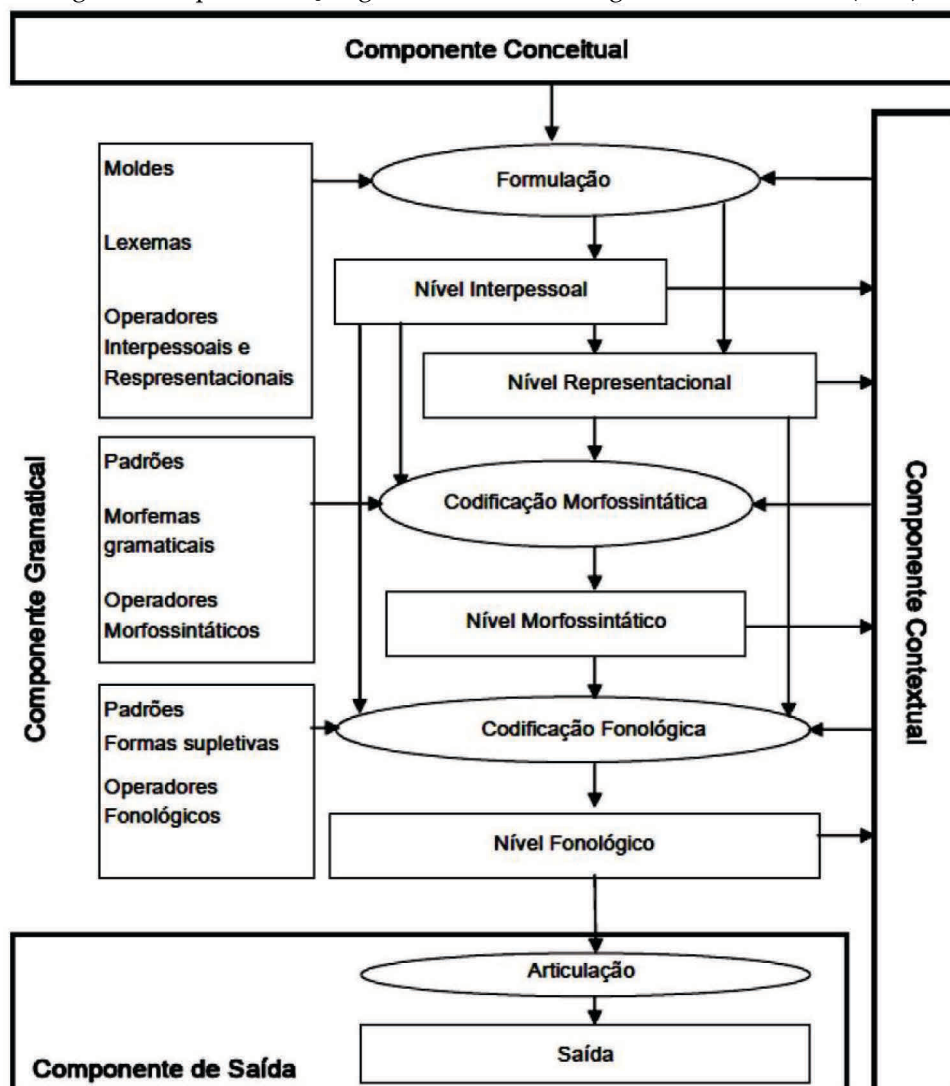 Componente Conceitual
Moldes
Lexemas
Operadores
Interpessoais e
Respresentacionais
Formulação
Nível Interpessoal
Nível Representacional
Componente Gramatical
Padrões
Morfemas
gramaticais
Operadores
Morfossintáticos
Codificação Morfossintática
Nível Morfossintático
Componente Contextual
Padrões
Formas supletivas
Operadores
Fonológicos
Codificação Fonológica
Nível Fonológico
Articulação
Saída
Componente de Saída